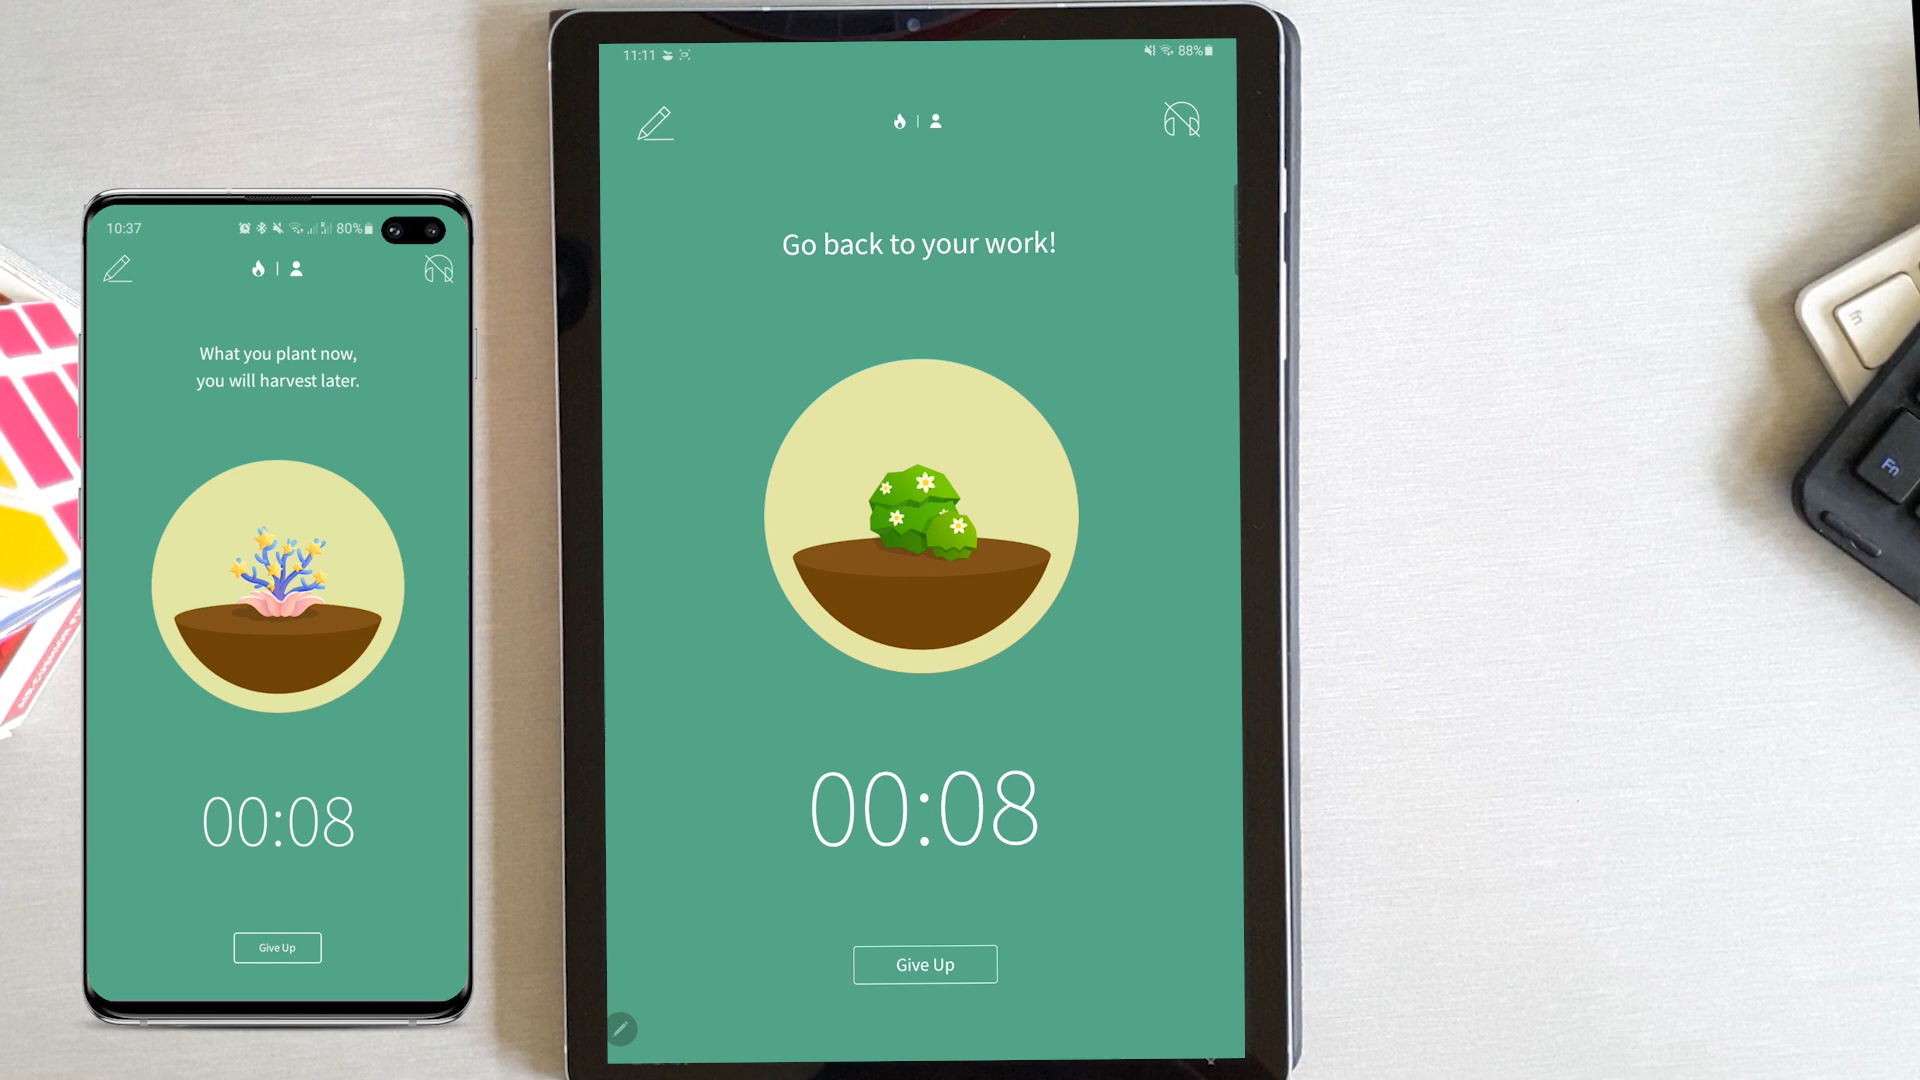 10:37
80%
What you plant now,
you will harvest later.
00:08
Give Up
11:11
88%
Go back to your work!
00:08
Give Up
Fn